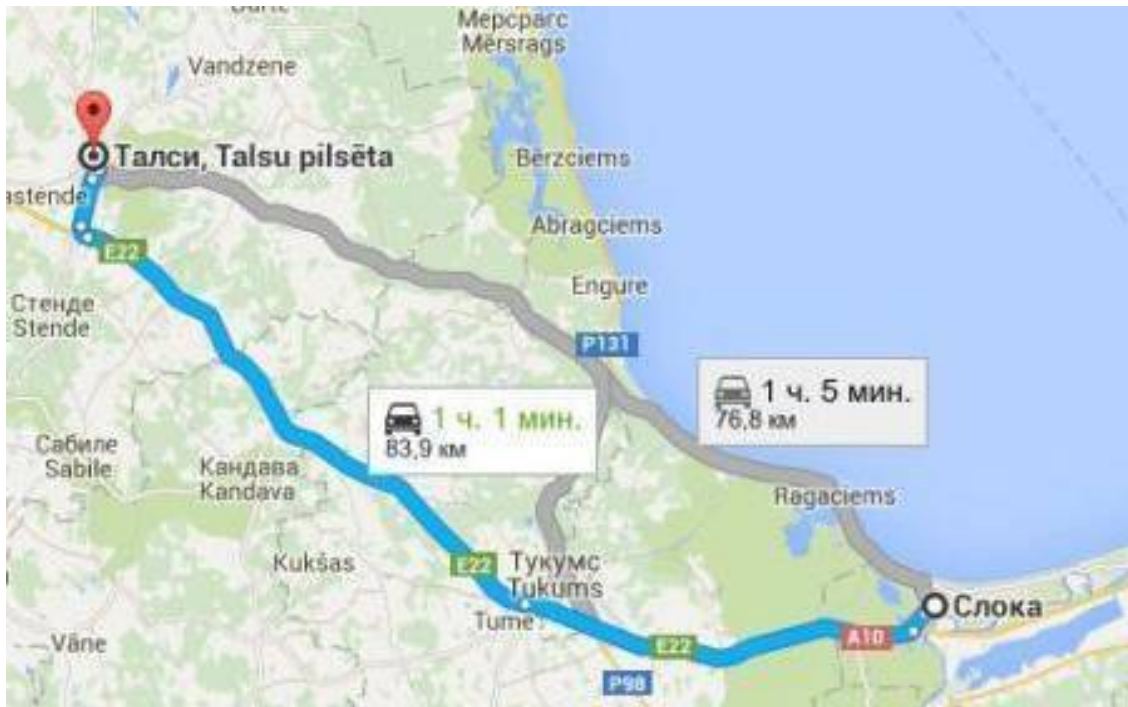 Мерсрагс
Mērsrags
Vandzene
Талси, Talsu pilsēta
Bērzciems
astende
Abragciems
E22
Engure
Стенде
Stende
P131
1 ч. 5 мин.
76,8 км
1 ч. 1 мин.
83,9 км
Сабиле
Sabile
Кандава
Kandava
Ragaciems
Kukšas
E22
Тукумс
Tukums
Слока
Tume
A10
E22
Vāne
P98